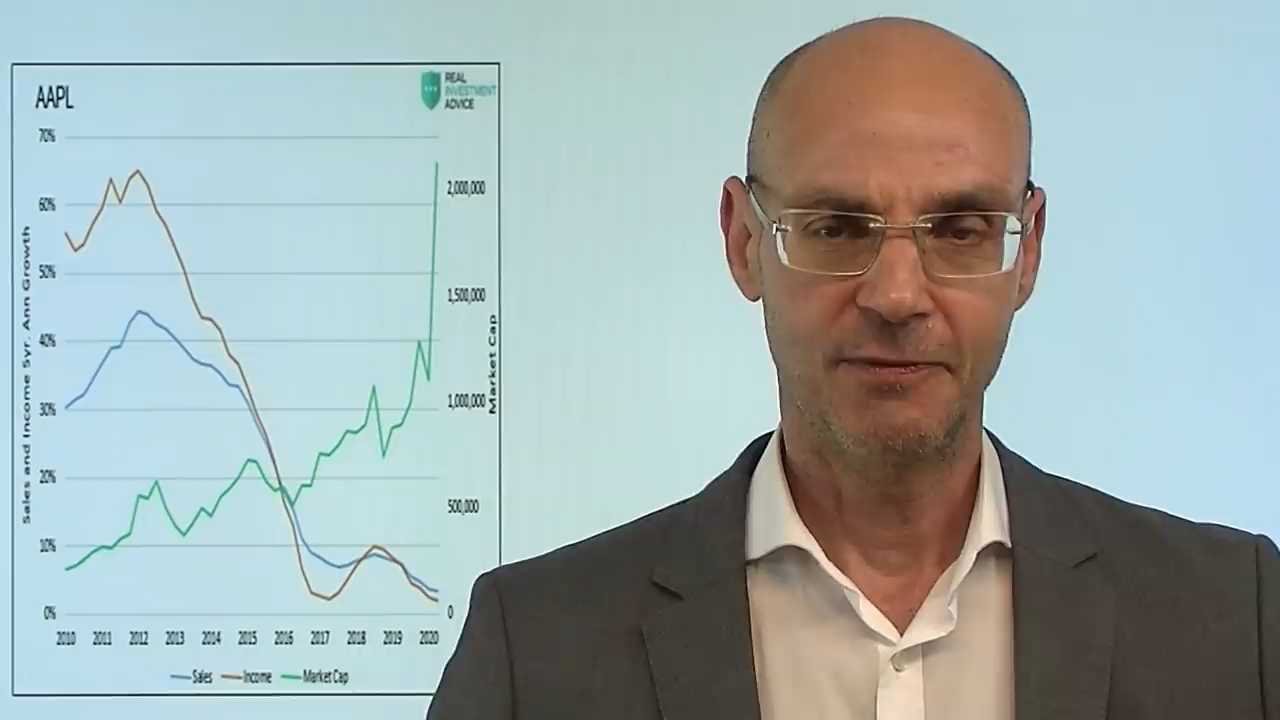 AAPL
REAL
INVESTMENT
ADVICE
70%
60%
50%
40%
30%
20%
10%
0%
Sales and Income 5yr. Ann Growth
2,000,000
1,500,000
1,000,000
500,000
0
Market Cap
2010 2011 2012 2013 2014 2015 2016 2017 2018 2019 2020
Sales Income Market Cap